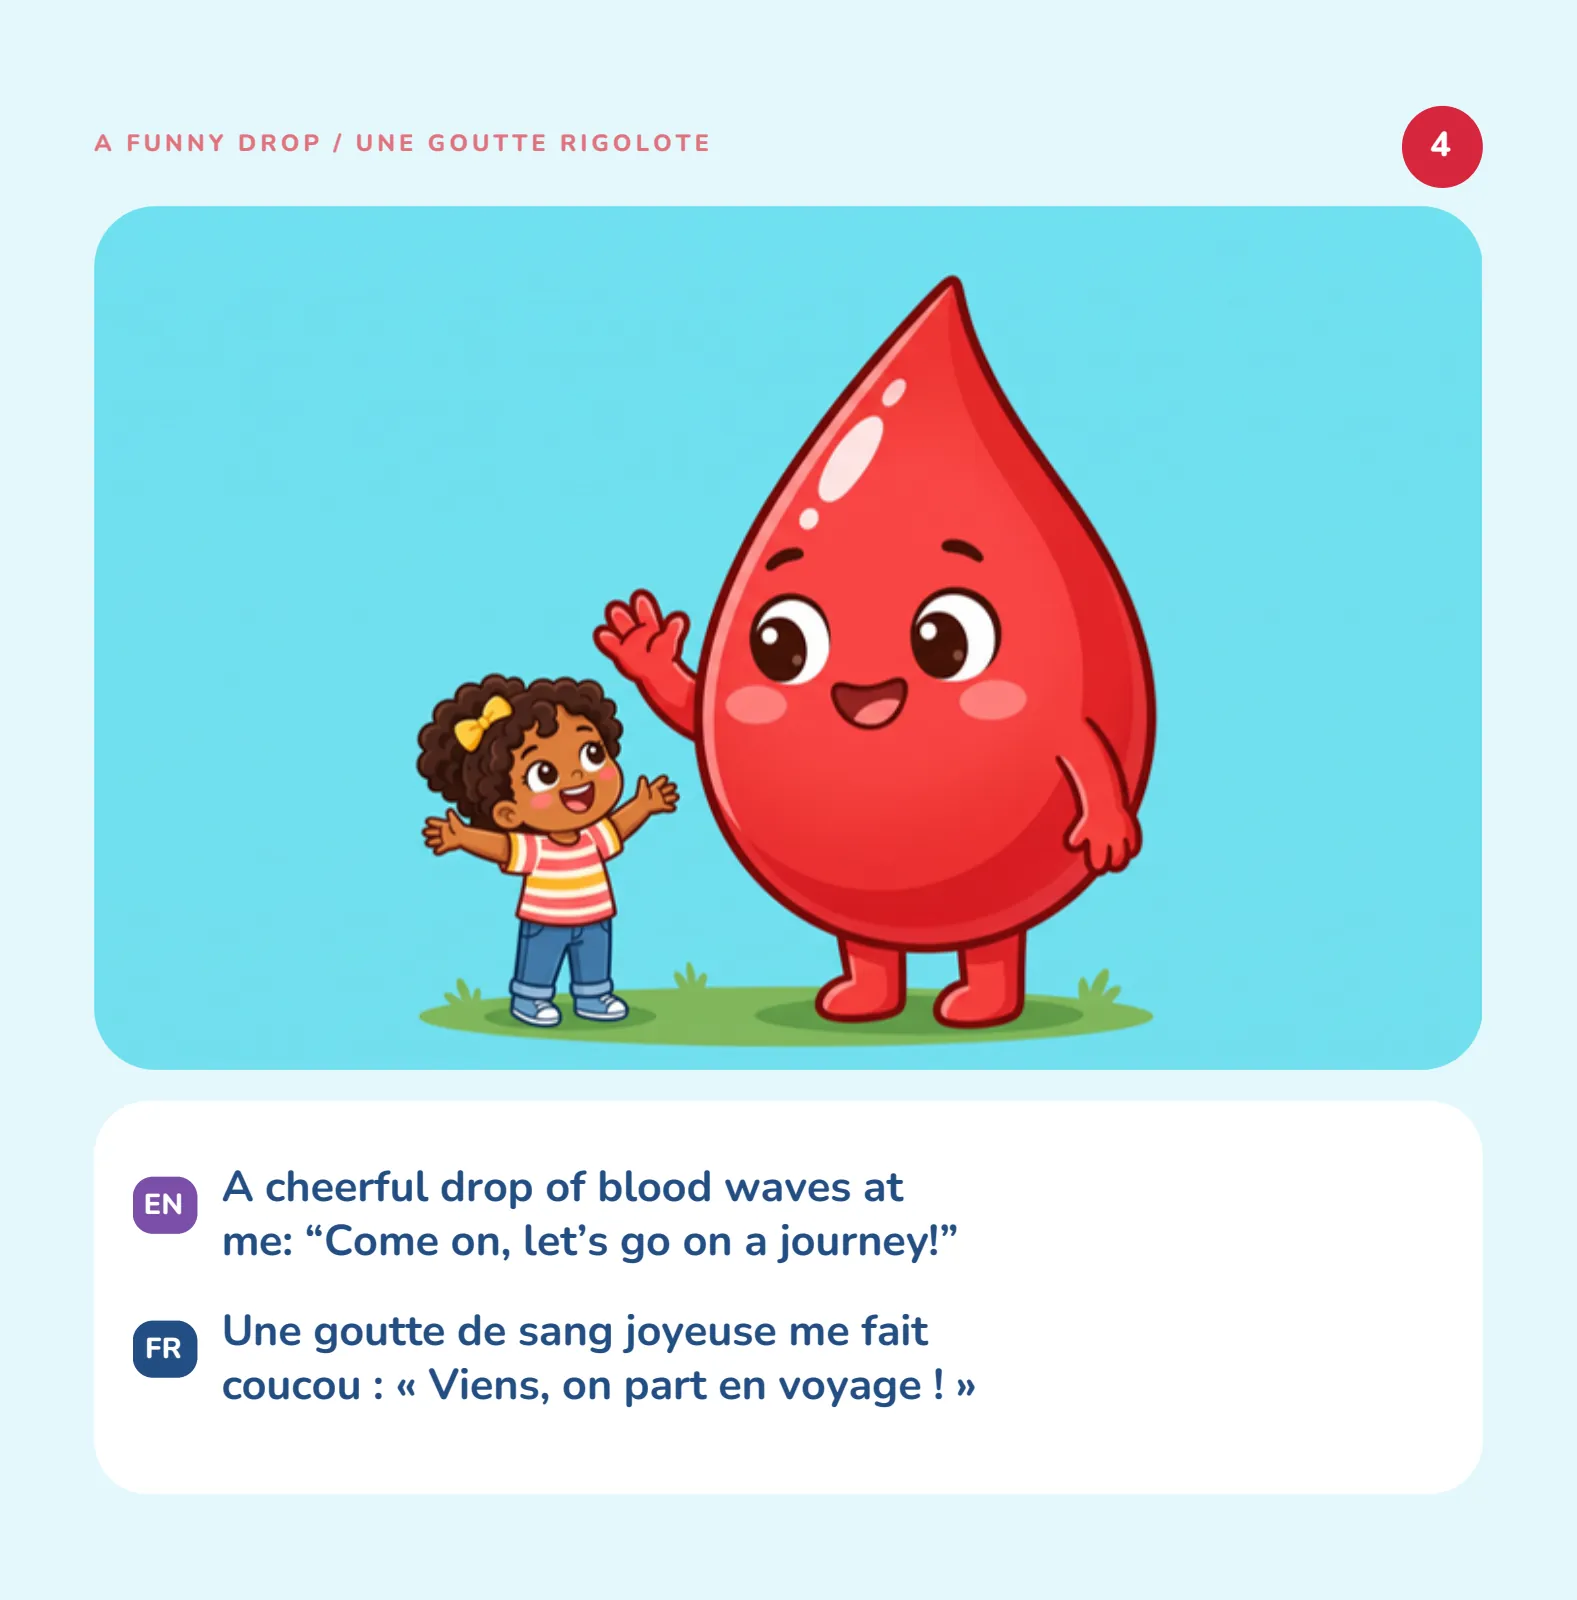 A FUNNY DROP / UNE GOUTTE RIGOLOTE
4
EN
A cheerful drop of blood waves at
me: “Come on, let’s go on a journey!”
FR
Une goutte de sang joyeuse me fait
coucou : « Viens, on part en voyage ! »